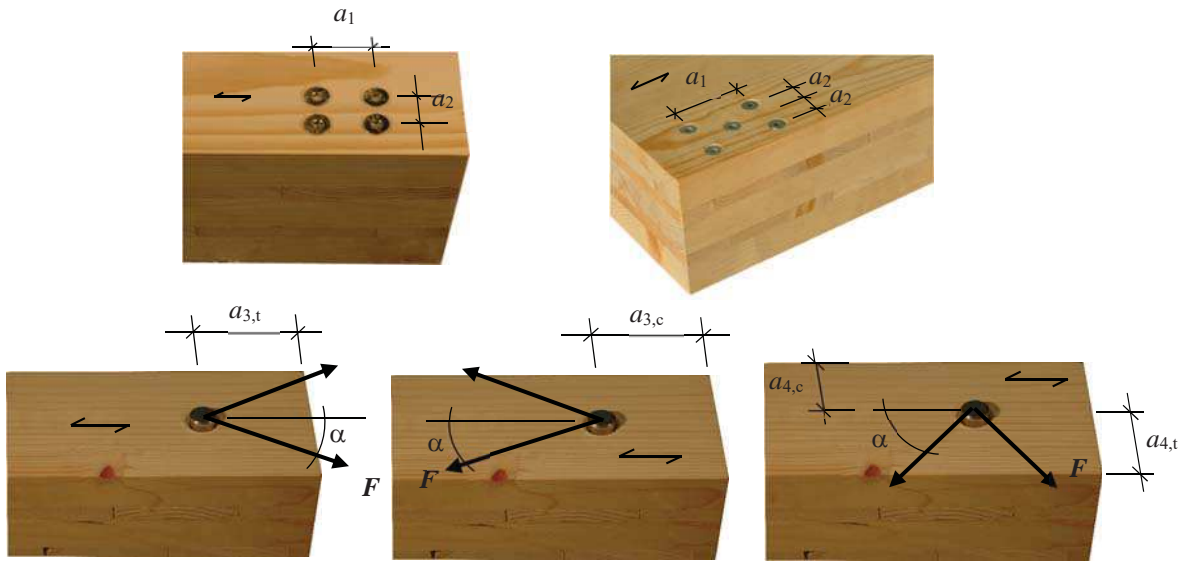 a₁
a₂
a₁
a₂
a₂
a₃,t
α
F
a₃,c
α
F
a₄,c
α
F
a₄,t